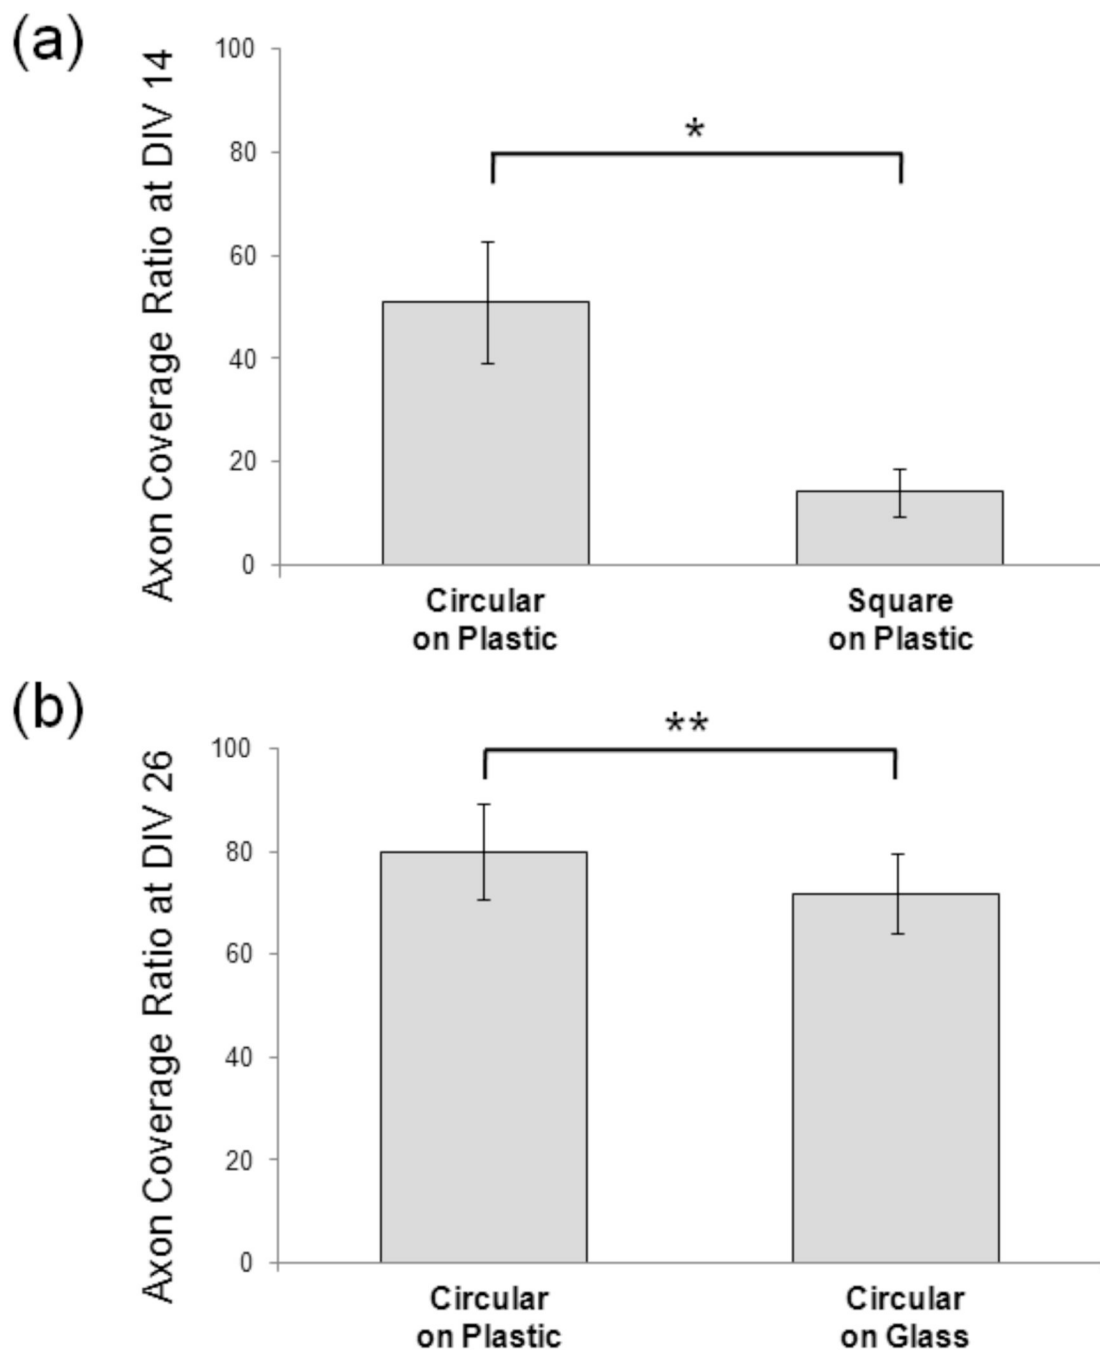 (a)
Axon Coverage Ratio at DIV 14
100
80
60
40
20
0
*
Circular
on Plastic
Square
on Plastic
(b)
Axon Coverage Ratio at DIV 26
100
80
60
40
20
0
**
Circular
on Plastic
Circular
on Glass